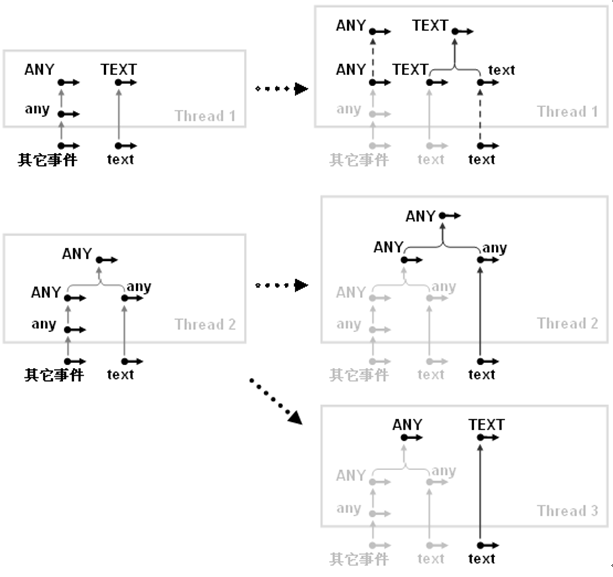 ANY TEXT
any
Thread 1
其它事件 text
ANY TEXT
ANY TEXT text
any
Thread 1
其它事件 text text
ANY
ANY any
any
Thread 2
其它事件 text
ANY
ANY any
ANY any
any
Thread 2
其它事件 text text
ANY TEXT
ANY any
any
Thread 3
其它事件 text text